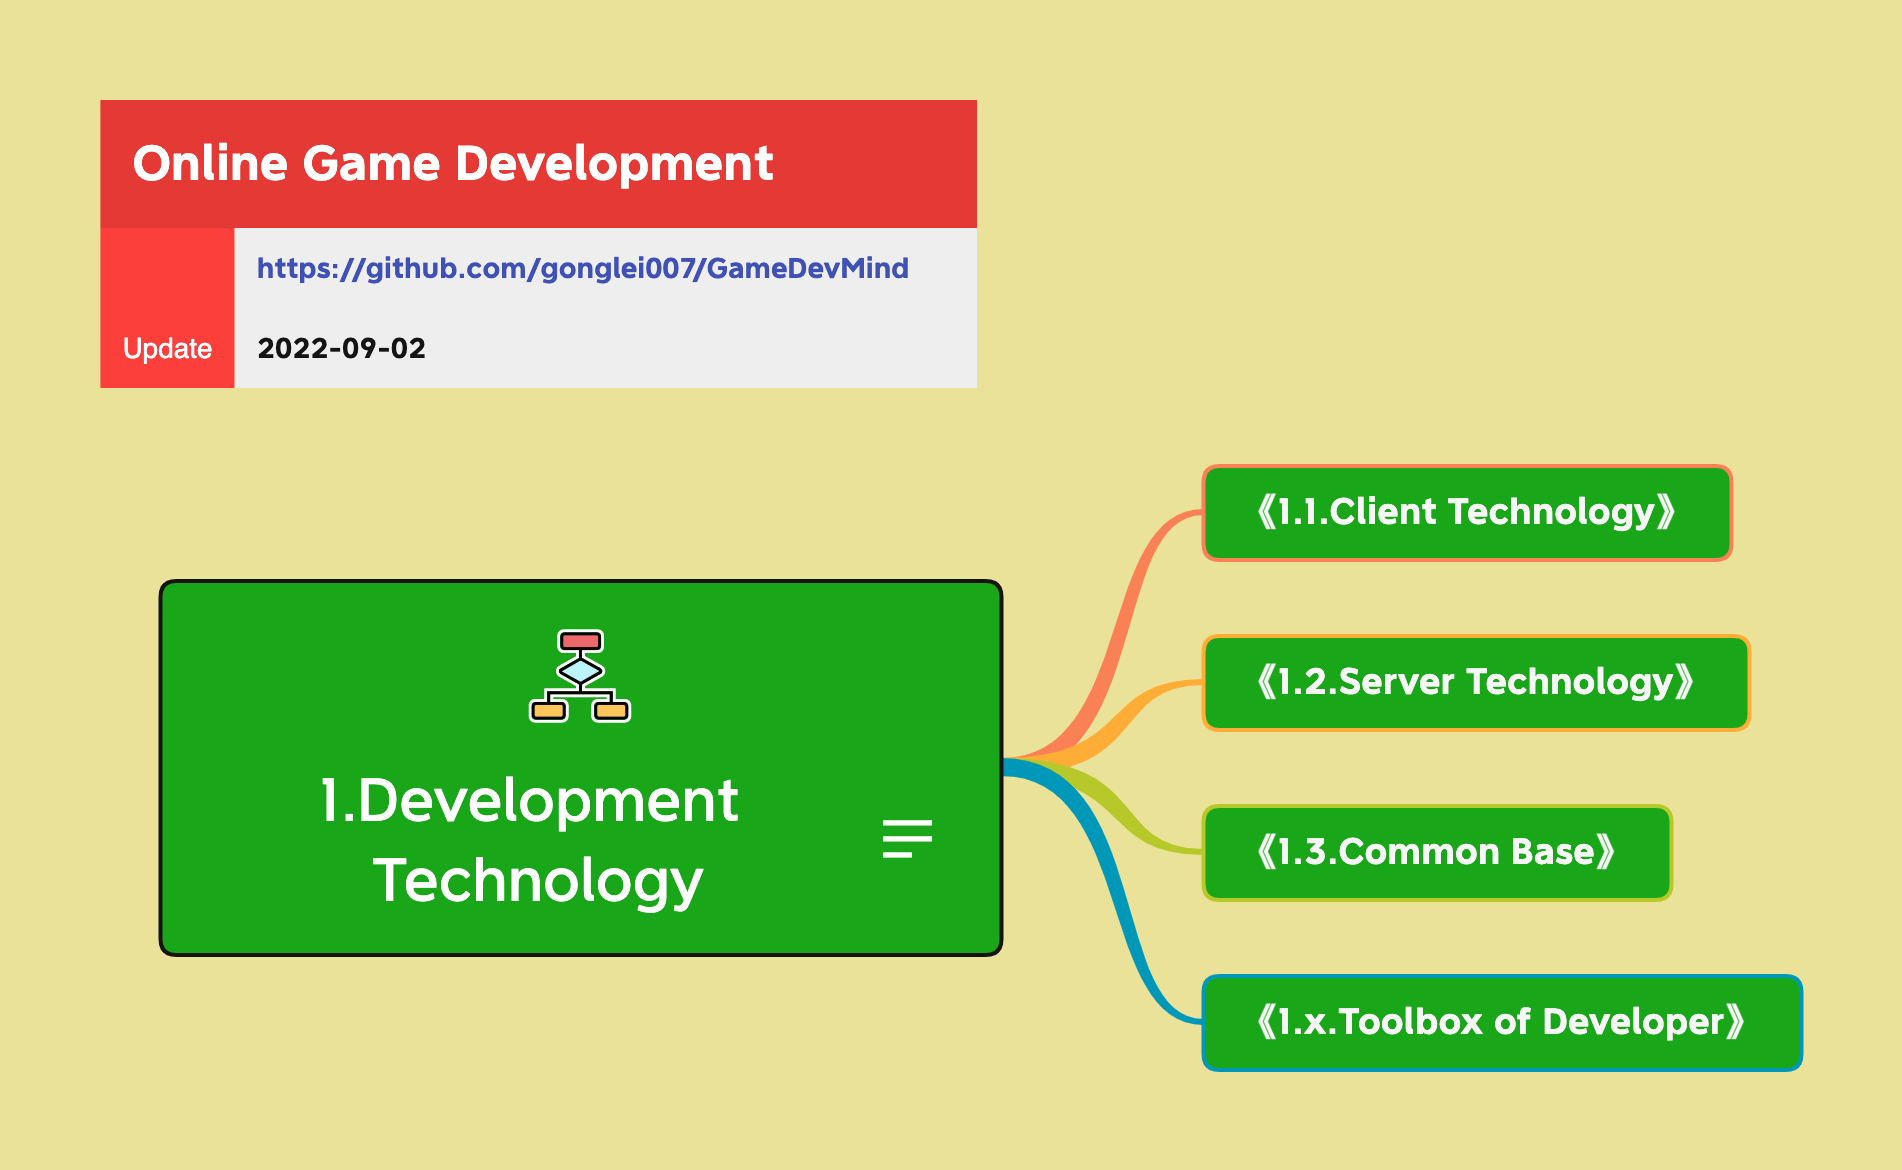 Online Game Development
https://github.com/gonglei007/GameDevMind
Update 2022-09-02
1.Development
Technology
《1.1.Client Technology》
《1.2.Server Technology》
《1.3.Common Base》
《1.x.Toolbox of Developer》